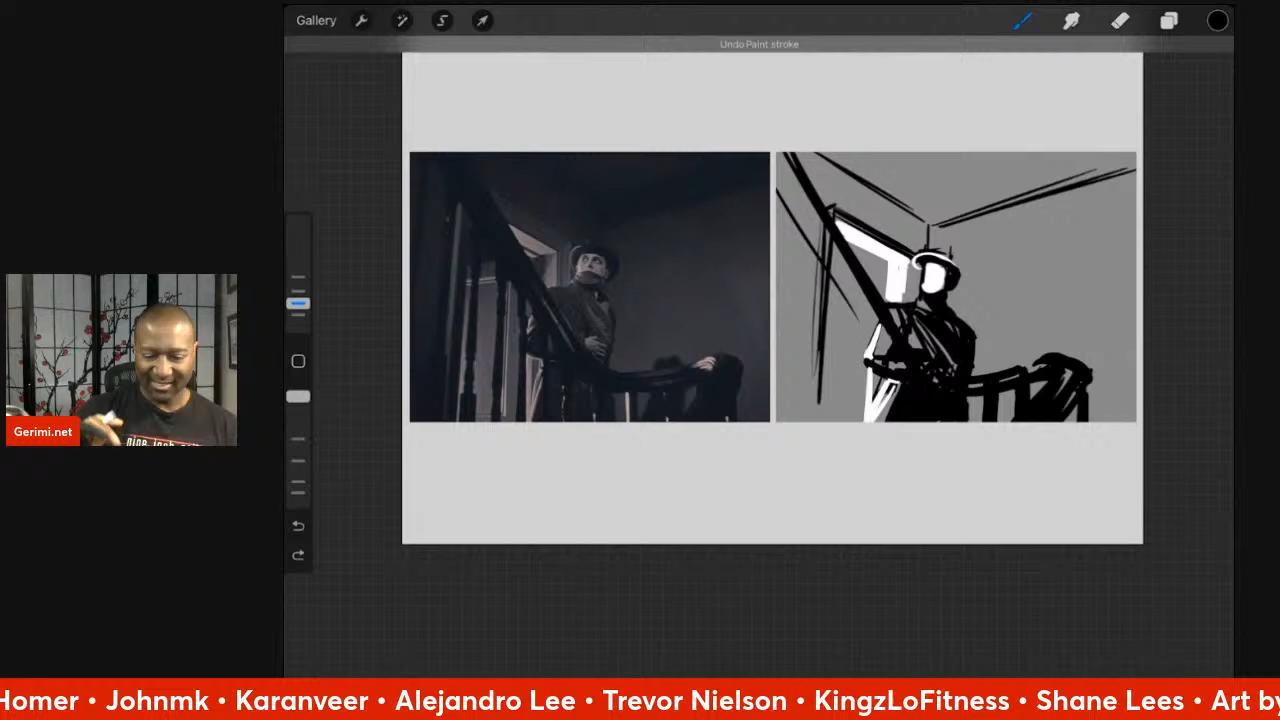 Gallery
Undo Paint stroke
Gerimi.net
Homer • Johnmk • Karanveer • Alejandro Lee • Trevor Nielson • KingzLoFitness • Shane Lees • Art by